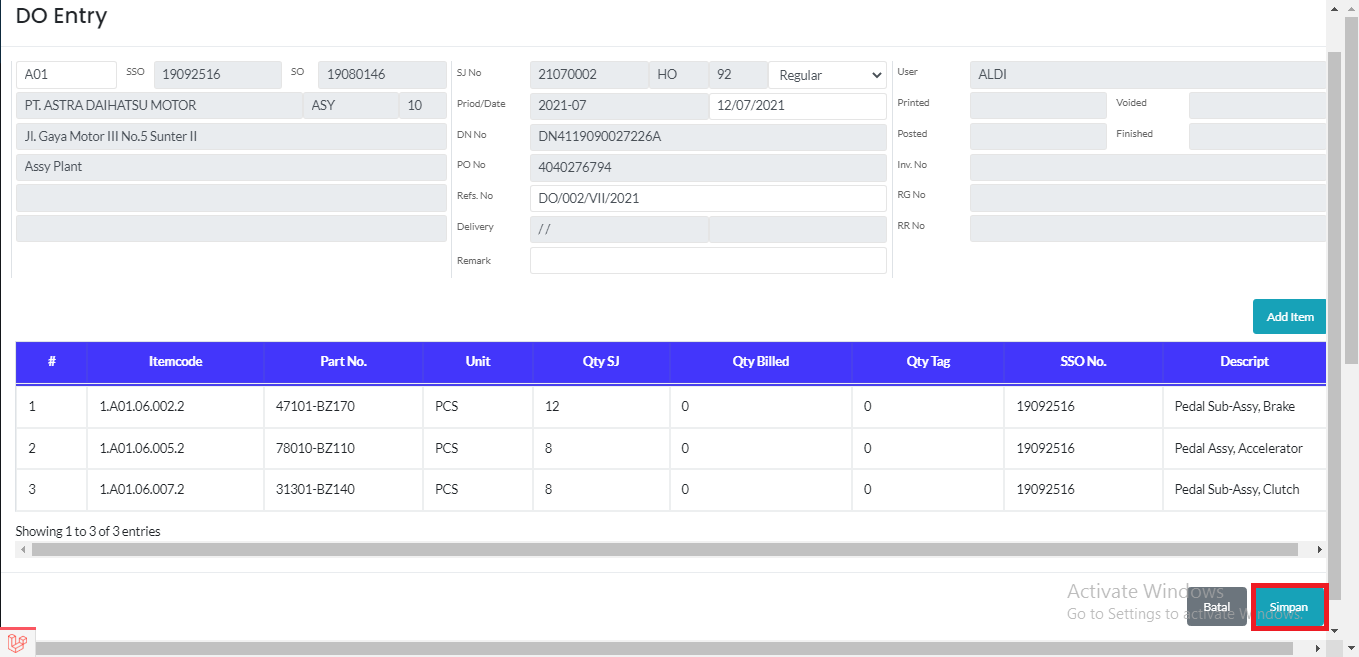 DO Entry
A01 SSO 19092516 SO 19080146 SJ No 21070002 HO 92 Regular User ALDI
PT. ASTRA DAIHATSU MOTOR ASY 10 Priod/Date 2021-07 12/07/2021 Printed Voided
Jl. Gaya Motor III No.5 Sunter II DN No DN4119090027226A Posted Finished
Assy Plant PO No 4040276794 Inv. No
Refs. No DO/002/VII/2021 RG No
Delivery / / RR No
Remark
Add Item
# Itemcode Part No. Unit Qty SJ Qty Billed Qty Tag SSO No. Descript
1 1.A01.06.002.2 47101-BZ170 PCS 12 0 0 19092516 Pedal Sub-Assy, Brake
2 1.A01.06.005.2 78010-BZ110 PCS 8 0 0 19092516 Pedal Assy, Accelerator
3 1.A01.06.007.2 31301-BZ140 PCS 8 0 0 19092516 Pedal Sub-Assy, Clutch
Showing 1 to 3 of 3 entries
Activate Windows
Go to Settings to activate Windows.
Batal Simpan